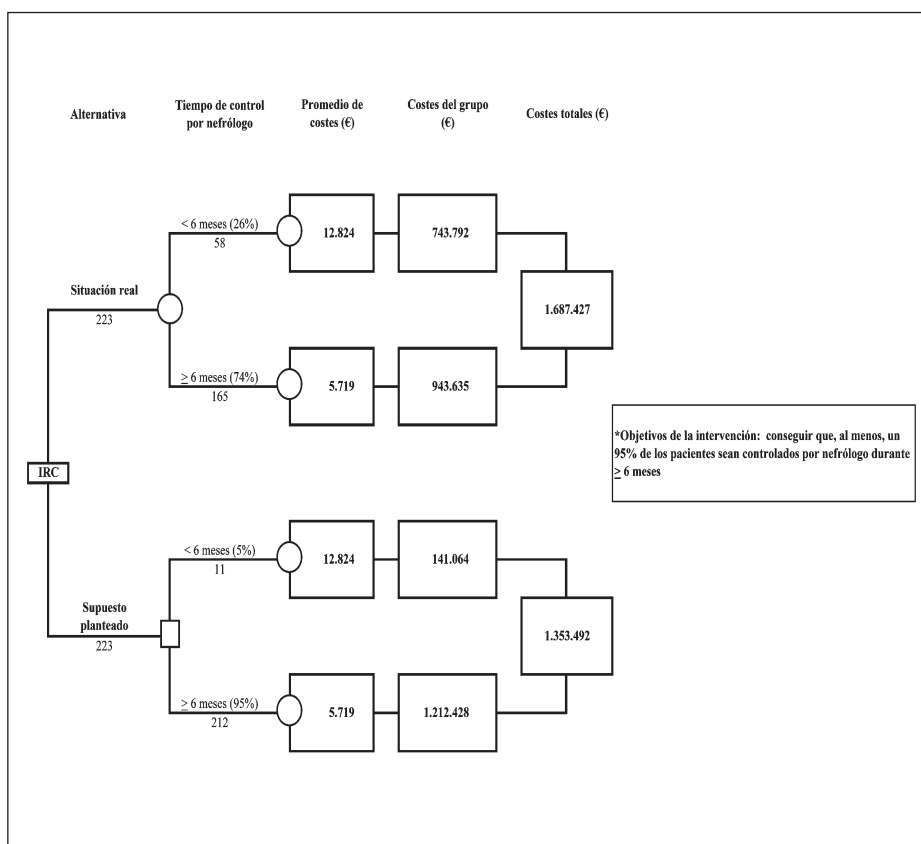 Alternativa
Tiempo de control
por nefrólogo
Promedio de
costes (€)
Costes del grupo
(€)
Costes totales (€)
< 6 meses (26%)
58
12.824
743.792
Situación real
223
1.687.427
≥ 6 meses (74%)
165
5.719
943.635
*Objetivos de la intervención: conseguir que, al menos, un
95% de los pacientes sean controlados por nefrólogo durante
≥ 6 meses
IRC
< 6 meses (5%)
11
12.824
141.064
Supuesto
planteado
223
1.353.492
≥ 6 meses (95%)
212
5.719
1.212.428